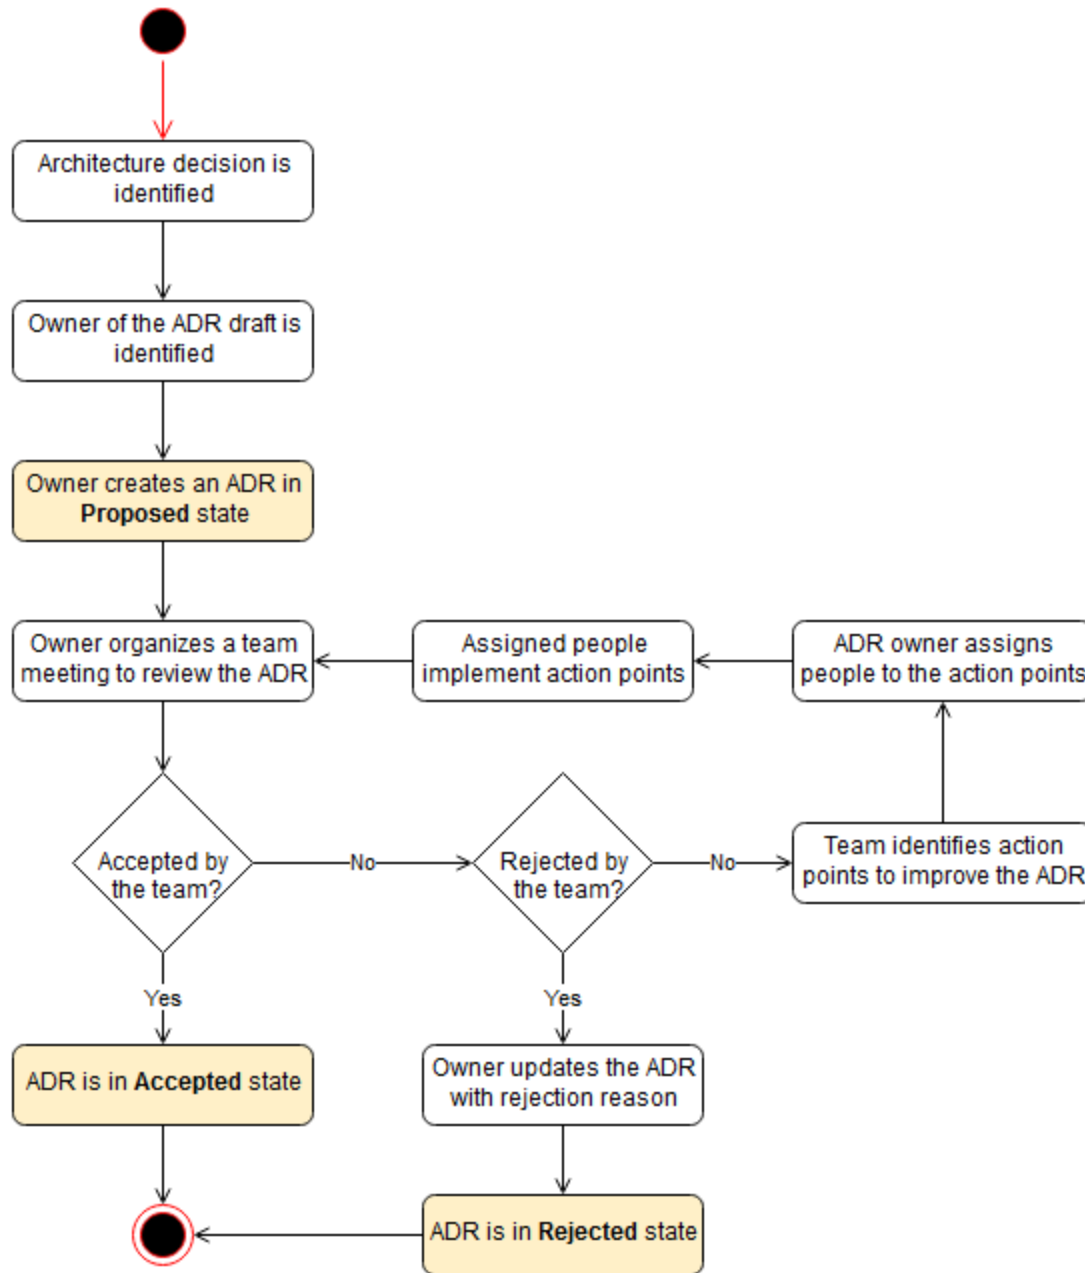 Architecture decision is
identified
Owner of the ADR draft is
identified
Owner creates an ADR in
Proposed state
Owner organizes a team
meeting to review the ADR
Assigned people
implement action points
ADR owner assigns
people to the action points
Accepted by
the team?
No
Rejected by
the team?
No
Team identifies action
points to improve the ADR
Yes
Yes
ADR is in Accepted state
Owner updates the ADR
with rejection reason
ADR is in Rejected state